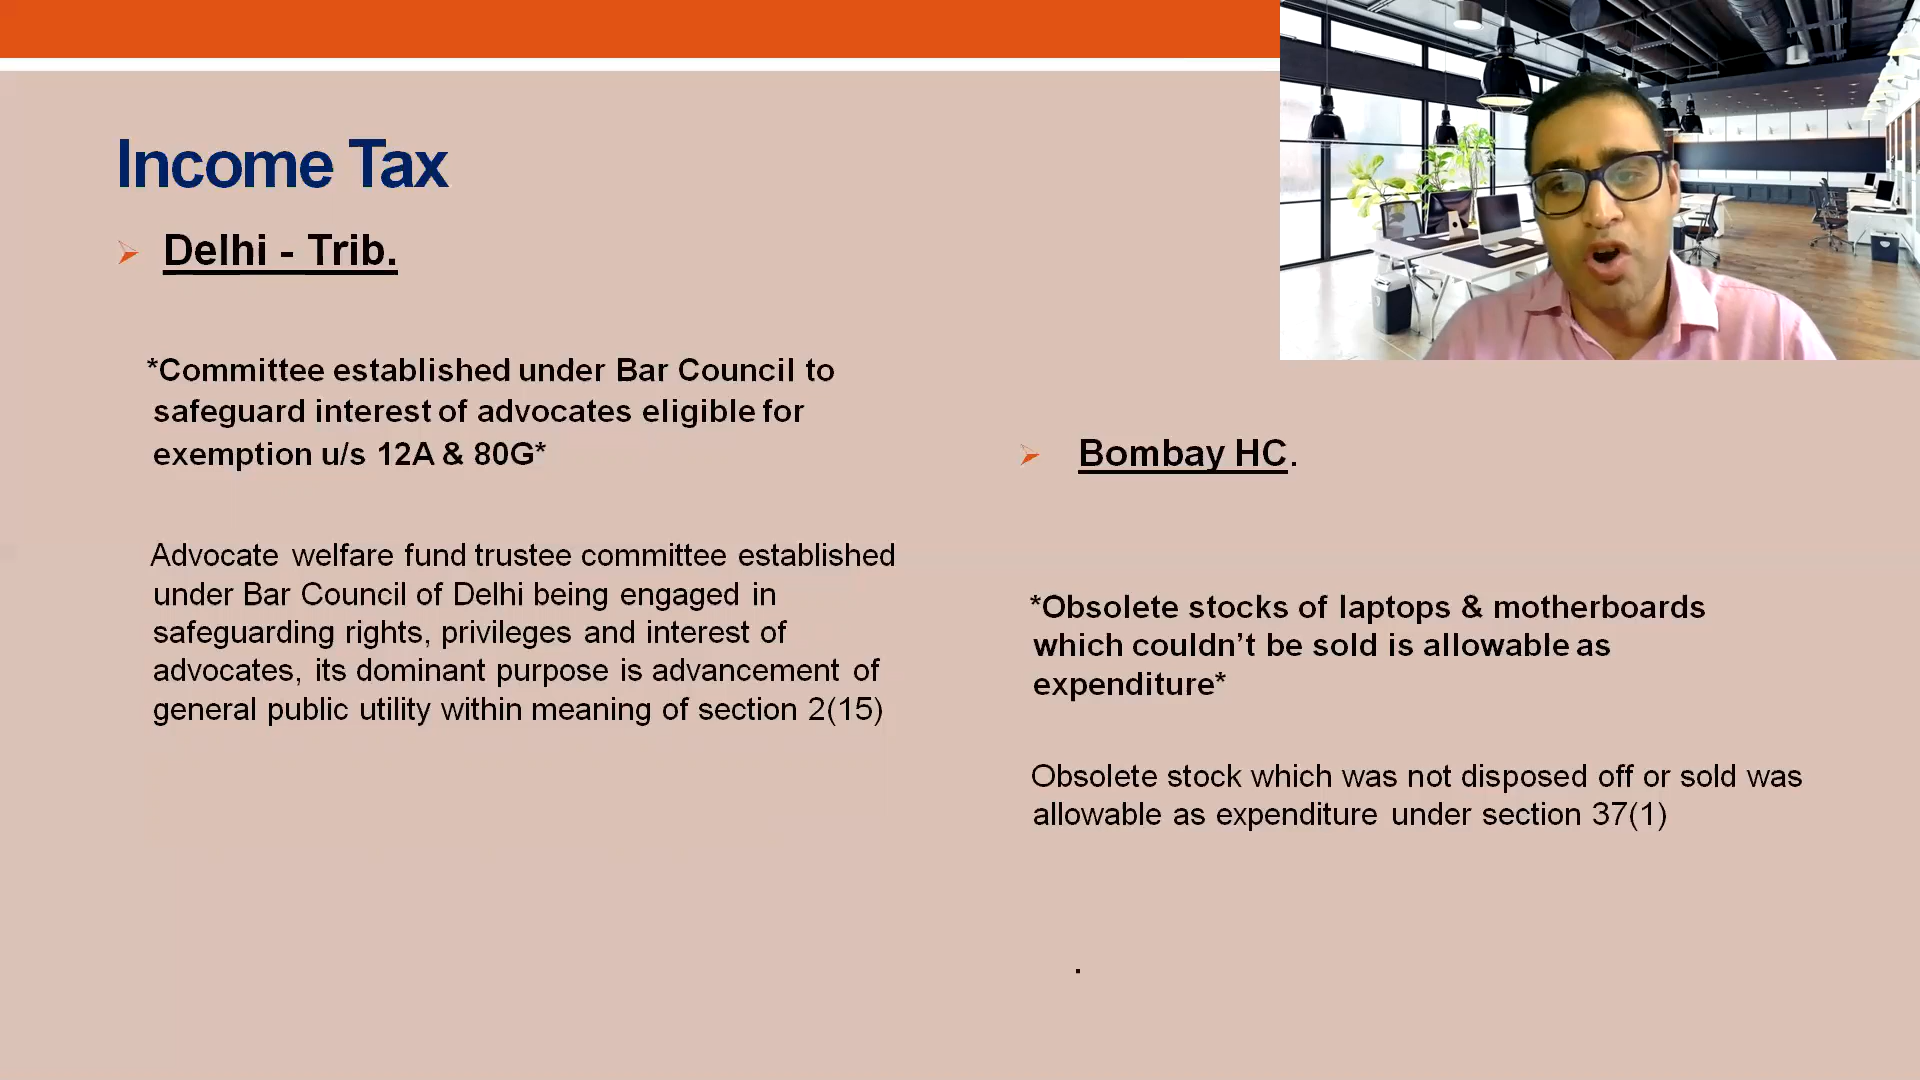 Income Tax
Delhi - Trib.
*Committee established under Bar Council to
safeguard interest of advocates eligible for
exemption u/s 12A & 80G*
Advocate welfare fund trustee committee established
under Bar Council of Delhi being engaged in
safeguarding rights, privileges and interest of
advocates, its dominant purpose is advancement of
general public utility within meaning of section 2(15)
Bombay HC.
*Obsolete stocks of laptops & motherboards
which couldn’t be sold is allowable as
expenditure*
Obsolete stock which was not disposed off or sold was
allowable as expenditure under section 37(1)
.